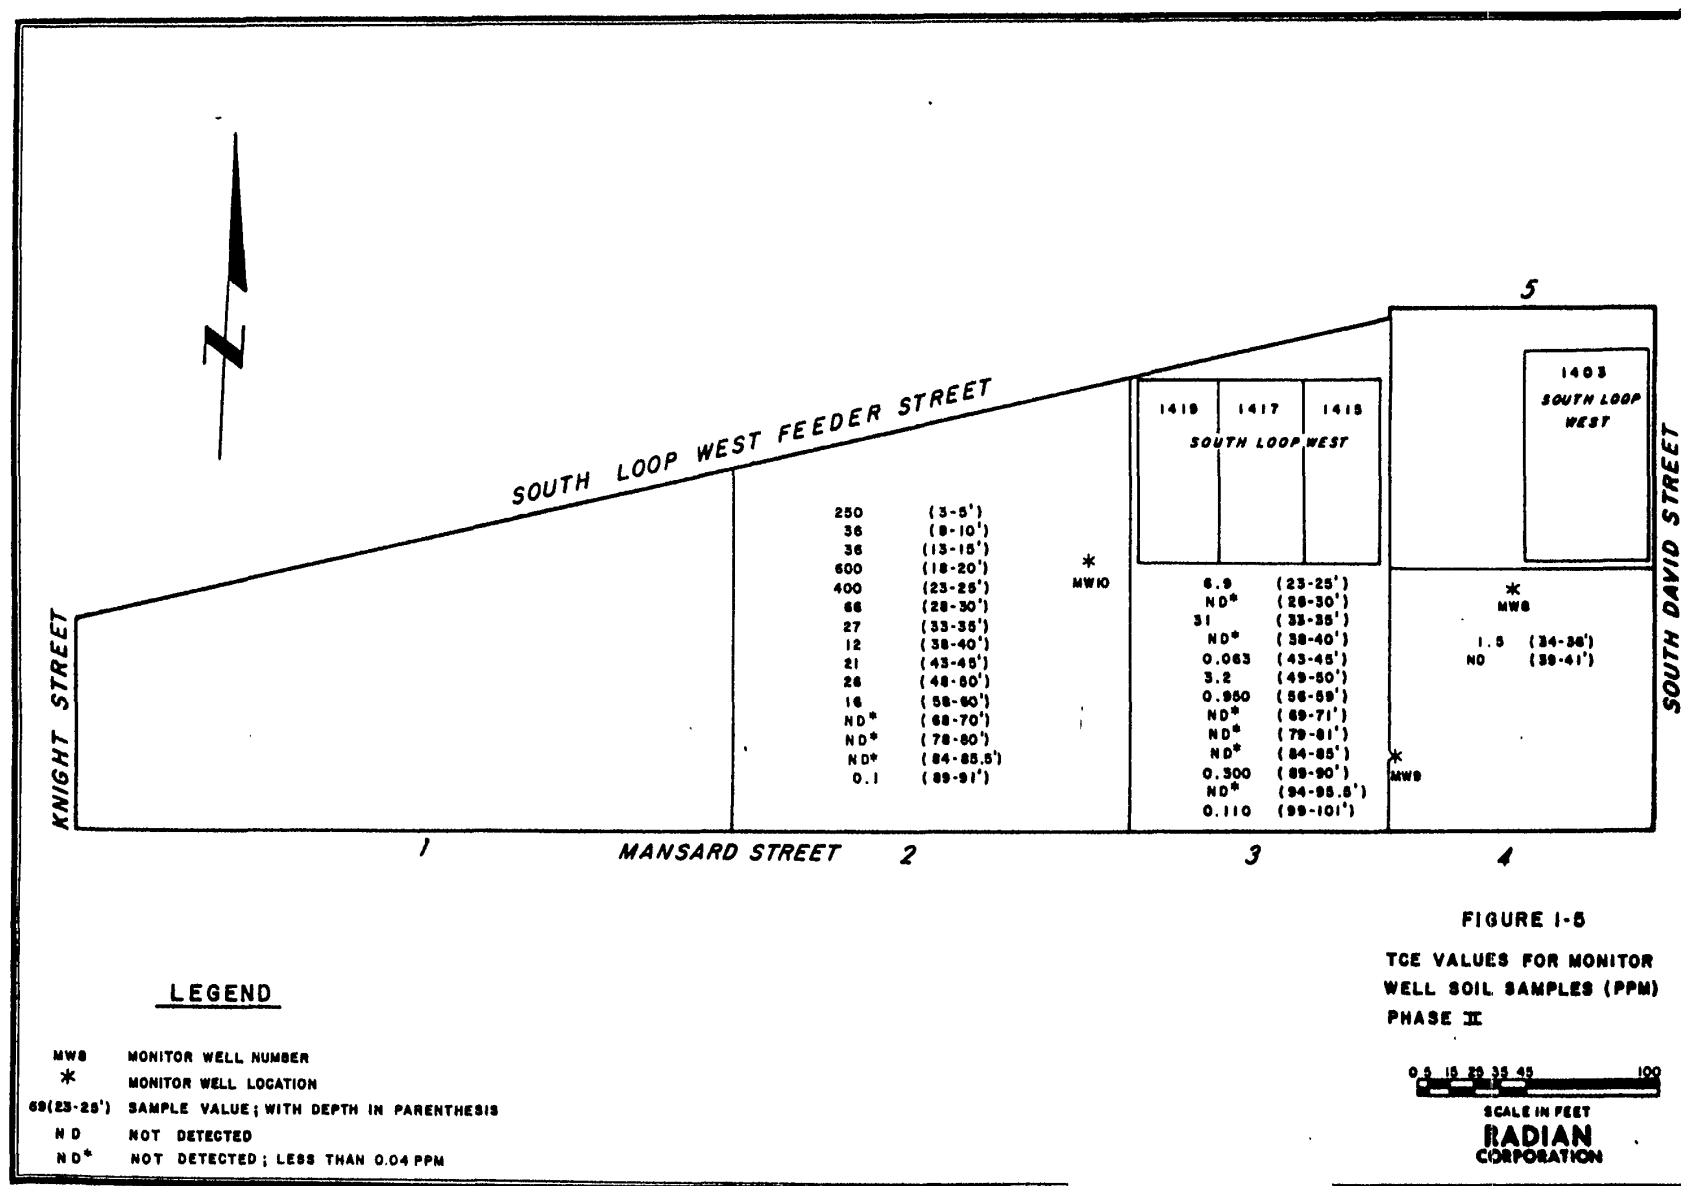 N
5
1403
SOUTH LOOP
WEST
1419 1417 1415
SOUTH LOOP WEST
SOUTH LOOP WEST FEEDER STREET
KNIGHT STREET
SOUTH DAVID STREET
250 (3-5')
36 (8-10')
36 (13-15')
600 (18-20')
400 (23-25')
66 (28-30')
27 (33-35')
12 (38-40')
21 (43-45')
26 (48-50')
16 (58-60')
ND* (68-70')
ND* (78-80')
ND* (84-85.5')
0.1 (89-91')
*
MW10
6.9 (23-25')
ND* (28-30')
31 (33-35')
ND* (38-40')
0.063 (43-45')
3.2 (49-50')
0.950 (56-59')
ND* (69-71')
ND* (79-81')
ND* (84-85')
0.300 (89-90')
ND* (94-95.5')
0.110 (99-101')
*
MW8
1.5 (34-36')
ND (39-41')
*
MW9
1 MANSARD STREET 2 3 4
FIGURE 1-5
TCE VALUES FOR MONITOR
WELL SOIL SAMPLES (PPM)
PHASE II
0 5 15 25 35 45 100
SCALE IN FEET
RADIAN
CORPORATION
LEGEND
MW8 MONITOR WELL NUMBER
* MONITOR WELL LOCATION
69(23-25') SAMPLE VALUE; WITH DEPTH IN PARENTHESIS
ND NOT DETECTED
ND* NOT DETECTED; LESS THAN 0.04 PPM